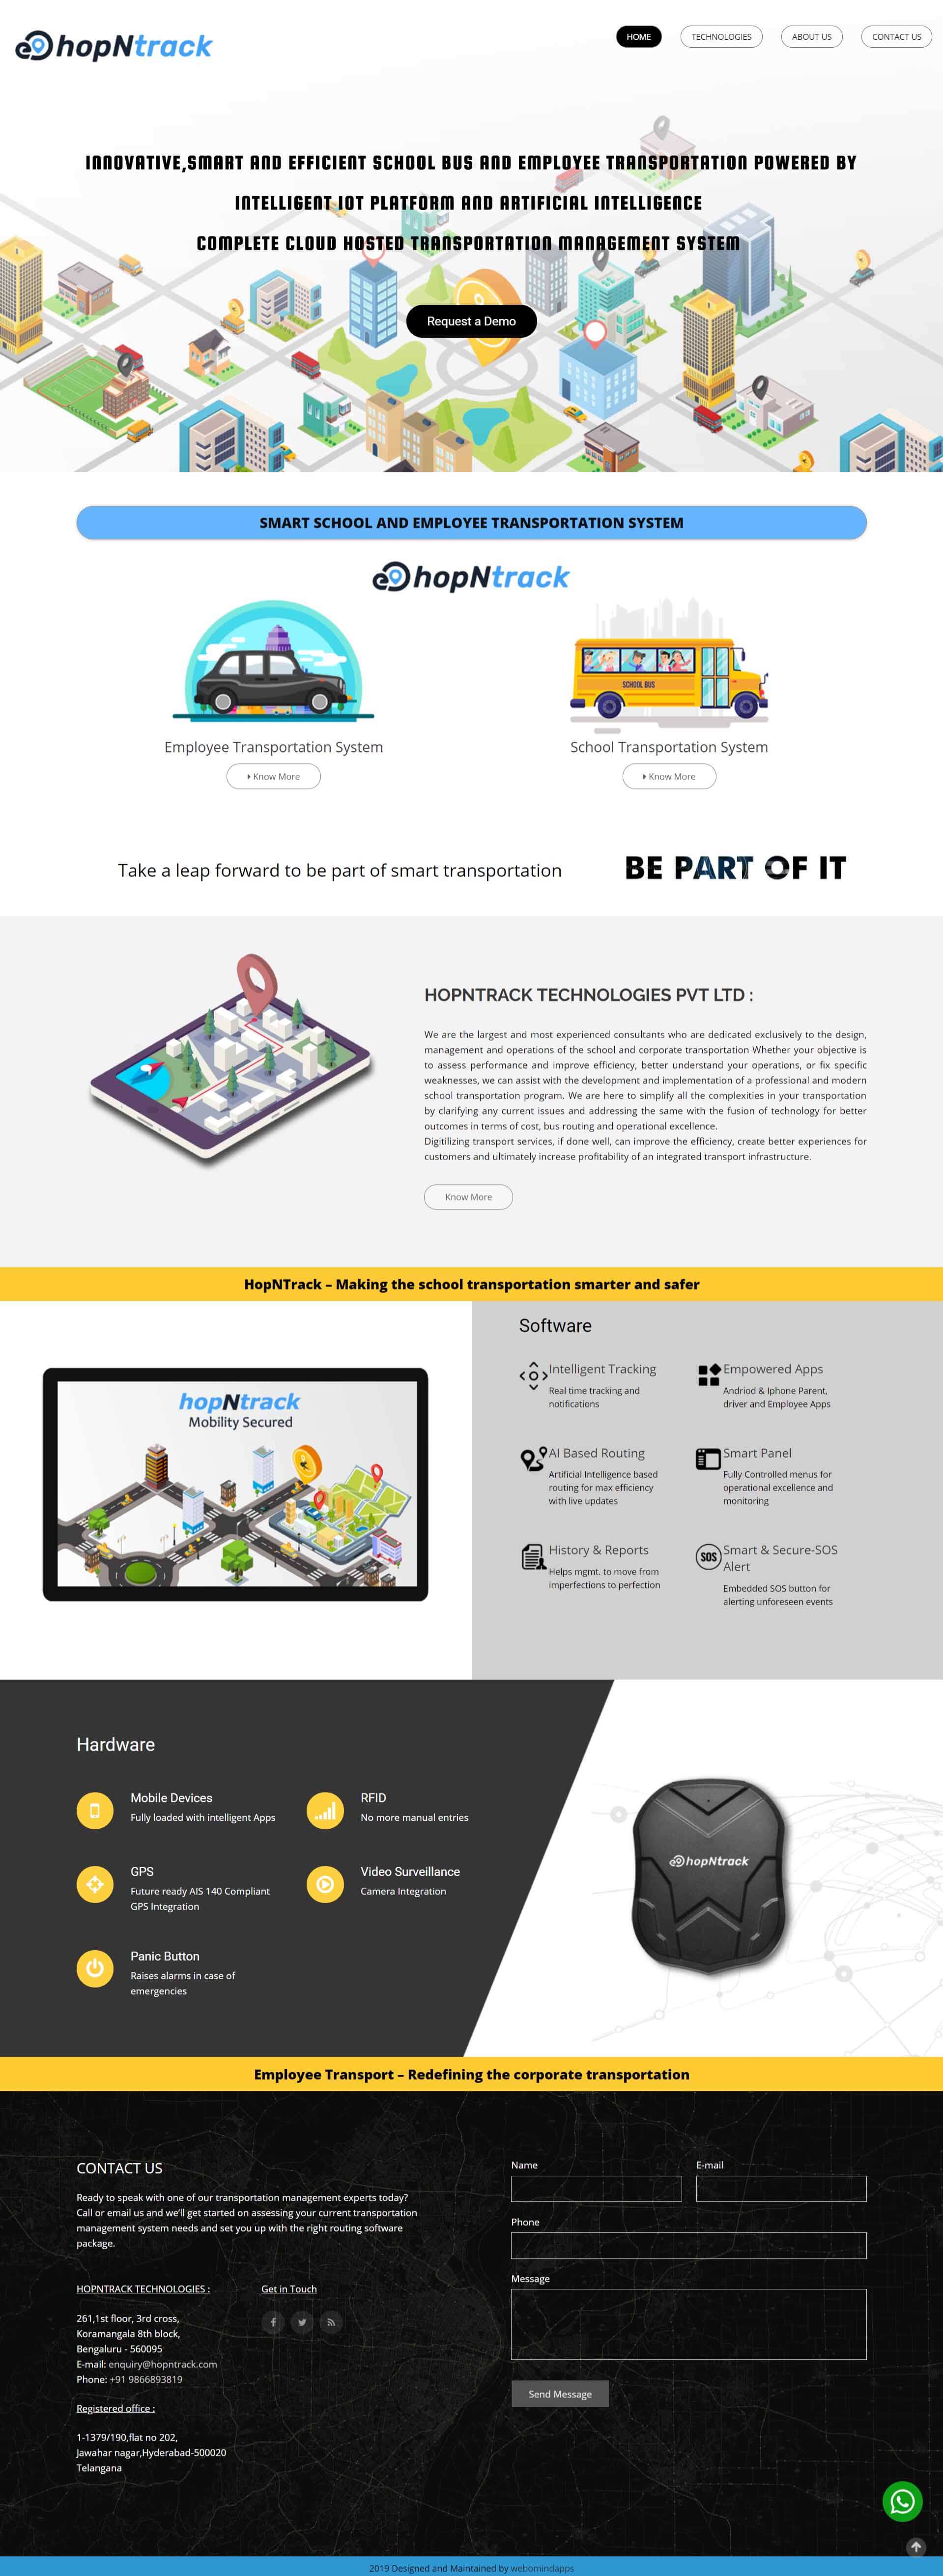 hopNtrack
HOME
TECHNOLOGIES
ABOUT US
CONTACT US
INNOVATIVE,SMART AND EFFICIENT SCHOOL BUS AND EMPLOYEE TRANSPORTATION POWERED BY
INTELLIGENT IOT PLATFORM AND ARTIFICIAL INTELLIGENCE
COMPLETE CLOUD HOSTED TRANSPORTATION MANAGEMENT SYSTEM
Request a Demo
SMART SCHOOL AND EMPLOYEE TRANSPORTATION SYSTEM
hopNtrack
SCHOOL BUS
Employee Transportation System
Know More
School Transportation System
Know More
Take a leap forward to be part of smart transportation
BE PART OF IT
HOPNTRACK TECHNOLOGIES PVT LTD :
We are the largest and most experienced consultants who are dedicated exclusively to the design,
management and operations of the school and corporate transportation Whether your objective is
to assess performance and improve efficiency, better understand your operations, or fix specific
weaknesses, we can assist with the development and implementation of a professional and modern
school transportation program. We are here to simplify all the complexities in your transportation
by clarifying any current issues and addressing the same with the fusion of technology for better
outcomes in terms of cost, bus routing and operational excellence.
Digitilizing transport services, if done well, can improve the efficiency, create better experiences for
customers and ultimately increase profitability of an integrated transport infrastructure.
Know More
HopNTrack – Making the school transportation smarter and safer
hopNtrack
Mobility Secured
Software
Intelligent Tracking
Real time tracking and
notifications
Empowered Apps
Andriod & Iphone Parent,
driver and Employee Apps
AI Based Routing
Artificial Intelligence based
routing for max efficiency
with live updates
Smart Panel
Fully Controlled menus for
operational excellence and
monitoring
History & Reports
Helps mgmt. to move from
imperfections to perfection
SOS
Smart & Secure-SOS
Alert
Embedded SOS button for
alerting unforeseen events
Hardware
Mobile Devices
Fully loaded with intelligent Apps
RFID
No more manual entries
GPS
Future ready AIS 140 Compliant
GPS Integration
Video Surveillance
Camera Integration
Panic Button
Raises alarms in case of
emergencies
hopNtrack
Employee Transport – Redefining the corporate transportation
CONTACT US
Ready to speak with one of our transportation management experts today?
Call or email us and we'll get started on assessing your current transportation
management system needs and set you up with the right routing software
package.
HOPNTRACK TECHNOLOGIES :
261,1st floor, 3rd cross,
Koramangala 8th block,
Bengaluru - 560095
E-mail: enquiry@hopntrack.com
Phone: +91 9866893819
Registered office :
1-1379/190,flat no 202,
Jawahar nagar,Hyderabad-500020
Telangana
Get in Touch
Name
E-mail
Phone
Message
Send Message
2019 Designed and Maintained by webomindapps